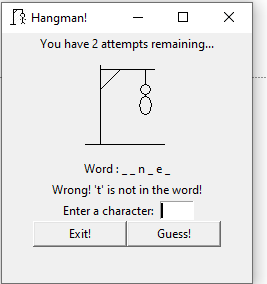 Hangman!
You have 2 attempts remaining...
Word : _ _ n _ e _
Wrong! 't' is not in the word!
Enter a character:
Exit! Guess!